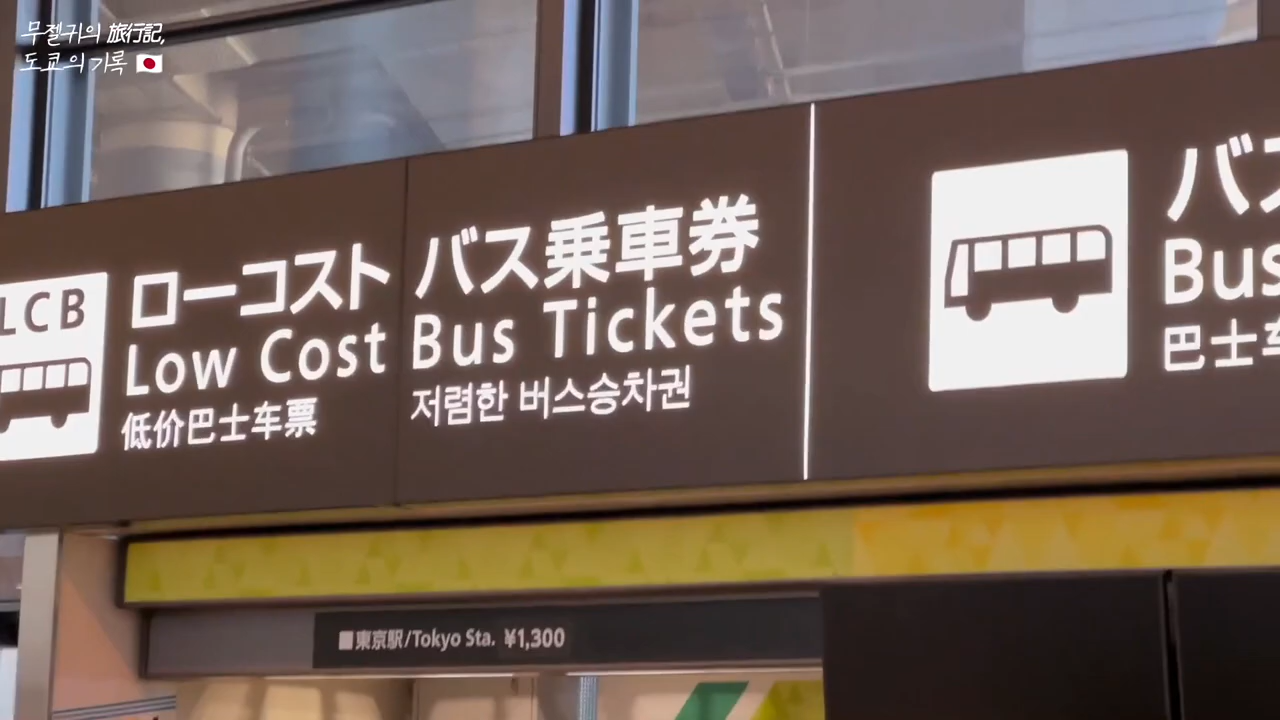 무젤귀의 旅行記,
도쿄의 기록
LCB
ローコスト バス乗車券
Low Cost Bus Tickets
低价巴士车票 저렴한 버스승차권
バス
Bus
巴士车
■東京駅/Tokyo Sta. ¥1,300